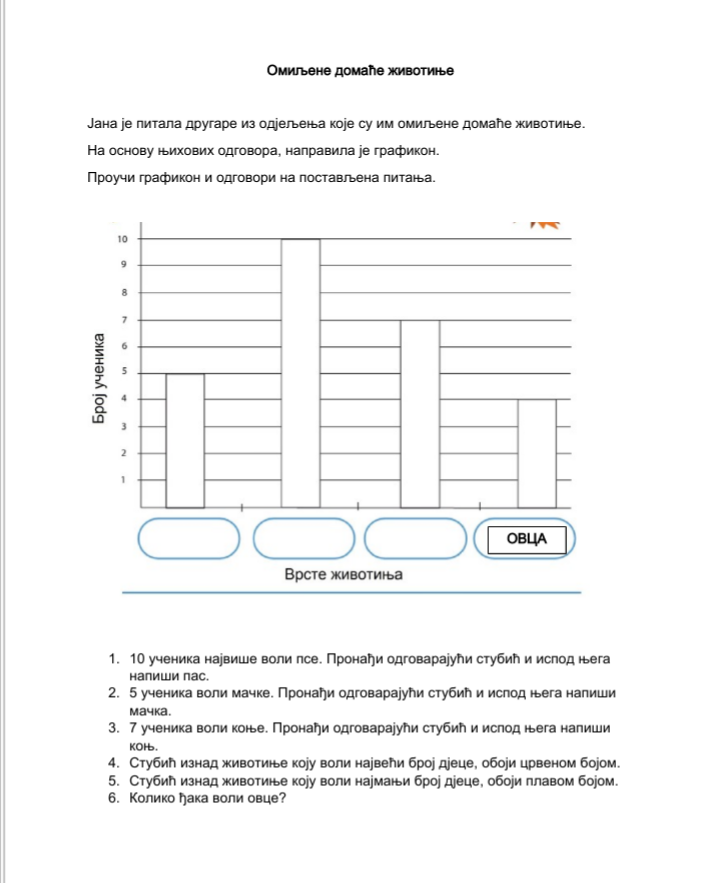 Омиљене домаће животиње
Јана је питала другаре из одјељења које су им омиљене домаће животиње.
На основу њихових одговора, направила је графикон.
Проучи графикон и одговори на постављена питања.
10
9
8
7
6
5
4
3
2
1
Број ученика
ОВЦА
Врсте животиња
1. 10 ученика највише воли псе. Пронађи одговарајући стубић и испод њега
напиши пас.
2. 5 ученика воли мачке. Пронађи одговарајући стубић и испод њега напиши
мачка.
3. 7 ученика воли коње. Пронађи одговарајући стубић и испод њега напиши
коњ.
4. Стубић изнад животиње коју воли највећи број дјеце, обоји црвеном бојом.
5. Стубић изнад животиње коју воли најмањи број дјеце, обоји плавом бојом.
6. Колико ђака воли овце?